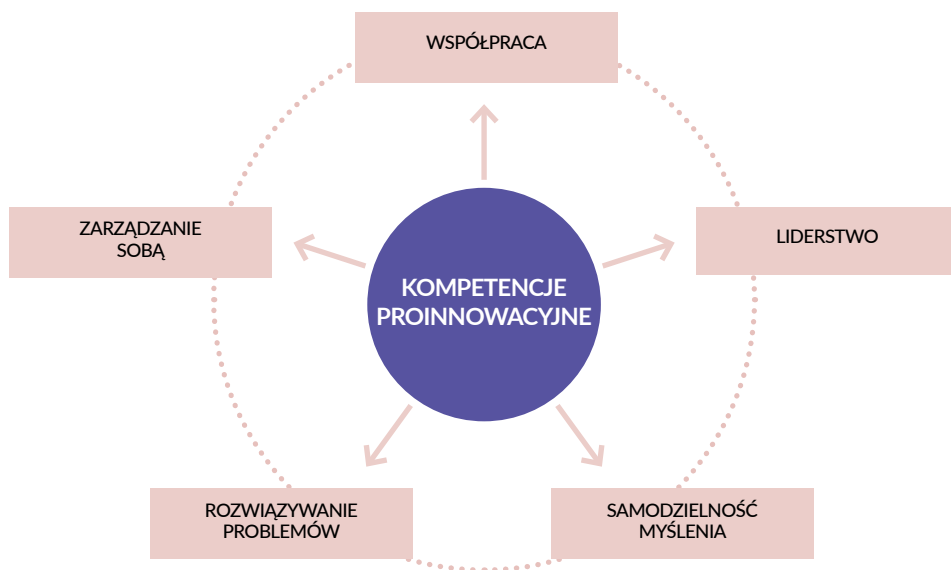 WSPÓŁPRACA
ZARZĄDZANIE
SOBĄ
LIDERSTWO
KOMPETENCJE
PROINNOWACYJNE
ROZWIĄZYWANIE
PROBLEMÓW
SAMODZIELNOŚĆ
MYŚLENIA